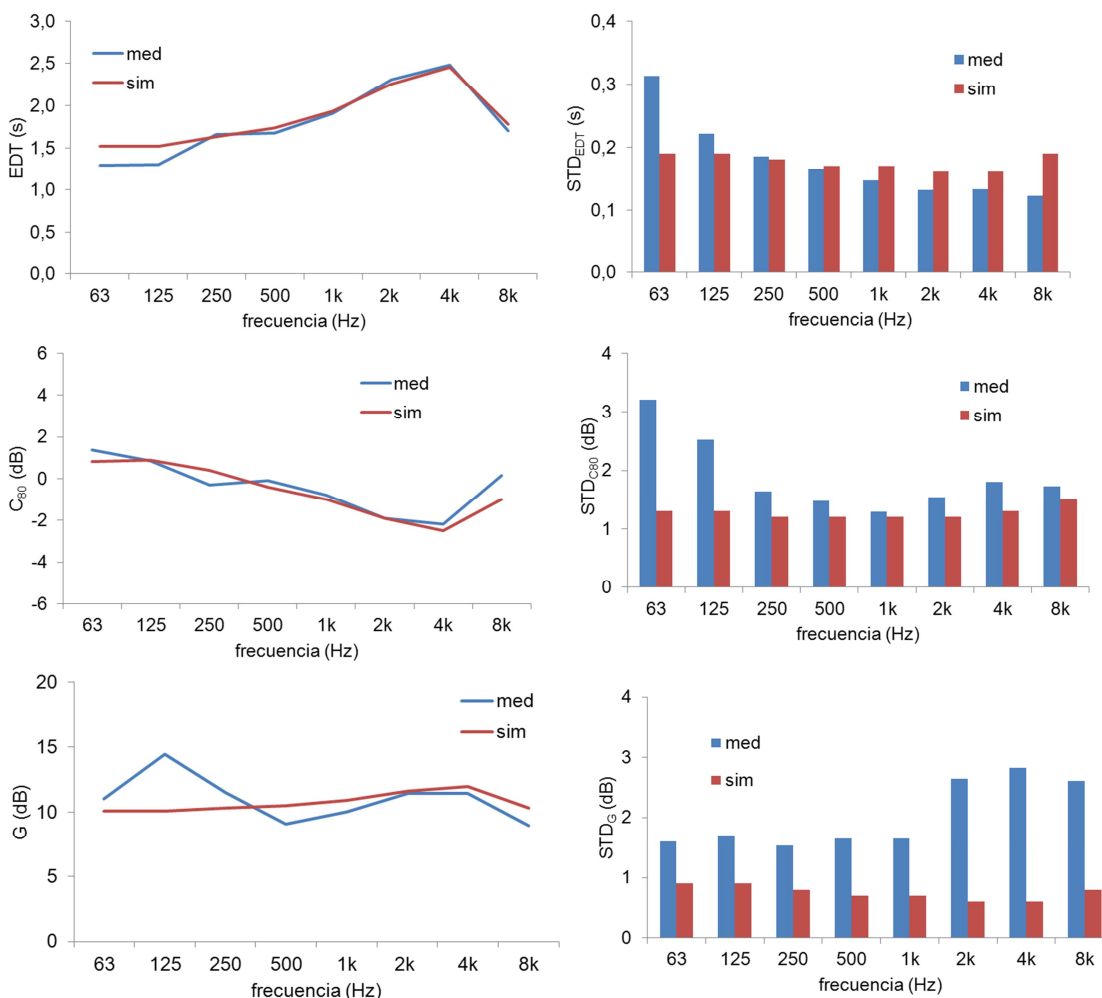 3,0
2,5
2,0
1,5
1,0
0,5
0,0
EDT (s)
med
sim
63 125 250 500 1k 2k 4k 8k
frecuencia (Hz)
0,4
0,3
0,2
0,1
0,0
STD_EDT (s)
med
sim
63 125 250 500 1k 2k 4k 8k
frecuencia (Hz)
6
4
2
0
-2
-4
-6
C80 (dB)
med
sim
63 125 250 500 1k 2k 4k 8k
frecuencia (Hz)
4
3
2
1
0
STD_C80 (dB)
med
sim
63 125 250 500 1k 2k 4k 8k
frecuencia (Hz)
20
15
10
5
0
G (dB)
med
sim
63 125 250 500 1k 2k 4k 8k
frecuencia (Hz)
4
3
2
1
0
STD_G (dB)
med
sim
63 125 250 500 1k 2k 4k 8k
frecuencia (Hz)